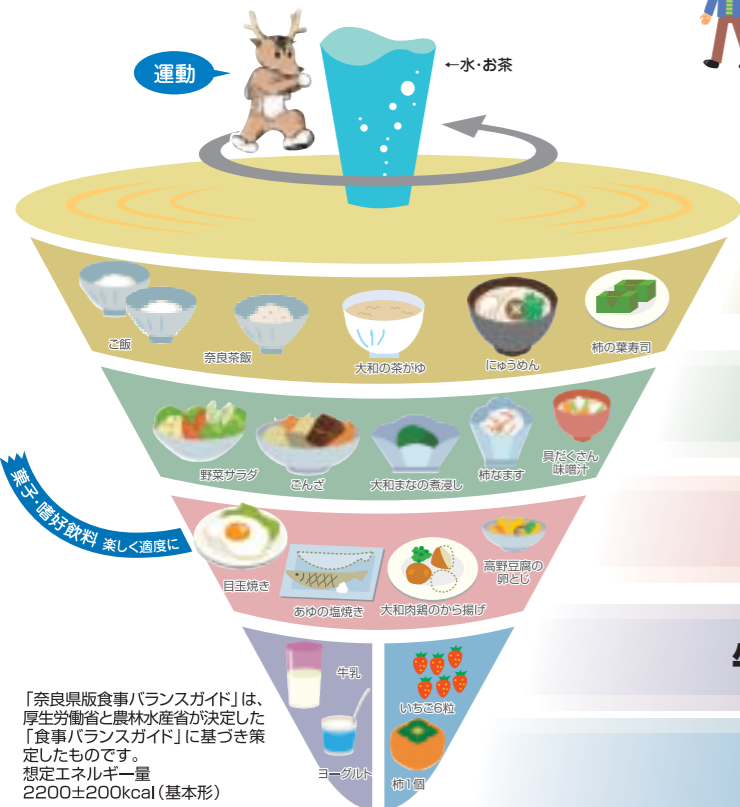 運動
←水・お茶
ご飯
奈良茶飯
大和の茶がゆ
にゅうめん
柿の葉寿司
野菜サラダ
ごんざ
大和まなの煮浸し
柿なます
具だくさん
味噌汁
菓子・嗜好飲料 楽しく適度に
目玉焼き
あゆの塩焼き
大和肉鶏のから揚げ
高野豆腐の
卵とじ
牛乳
ヨーグルト
いちご6粒
柿1個
「奈良県版食事バランスガイド」は、
厚生労働省と農林水産省が決定した
「食事バランスガイド」に基づき策
定したものです。
想定エネルギー量
2200±200kcal(基本形)